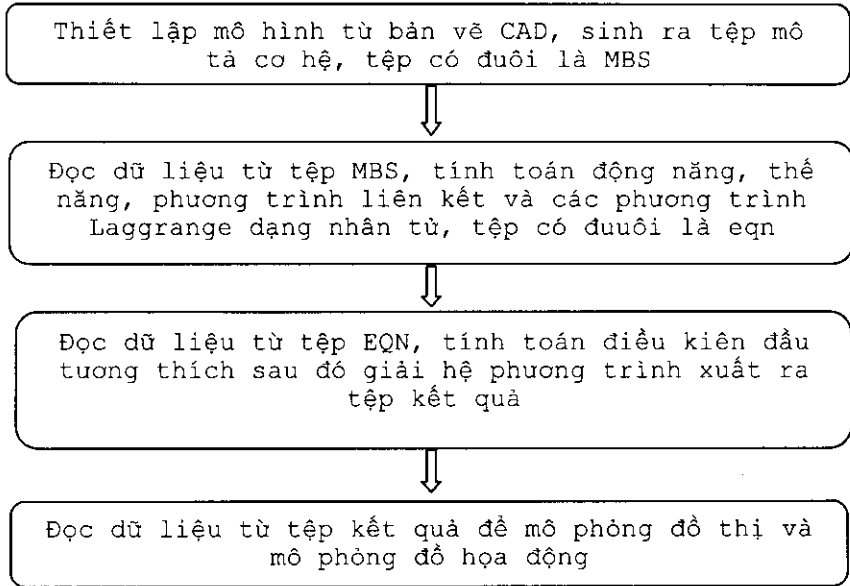 Thiết lập mô hình từ bản vẽ CAD, sinh ra tệp mô
tả cơ hệ, tệp có đuôi là MBS
Đọc dữ liệu từ tệp MBS, tính toán động năng, thế
năng, phương trình liên kết và các phương trình
Laggrange dạng nhân tử, tệp có đuuôi là eqn
Đọc dữ liệu từ tệp EQN, tính toán điều kiên đầu
tương thích sau đó giải hệ phương trình xuất ra
tệp kết quả
Đọc dữ liệu từ tệp kết quả để mô phỏng đồ thị và
mô phỏng đồ họa động